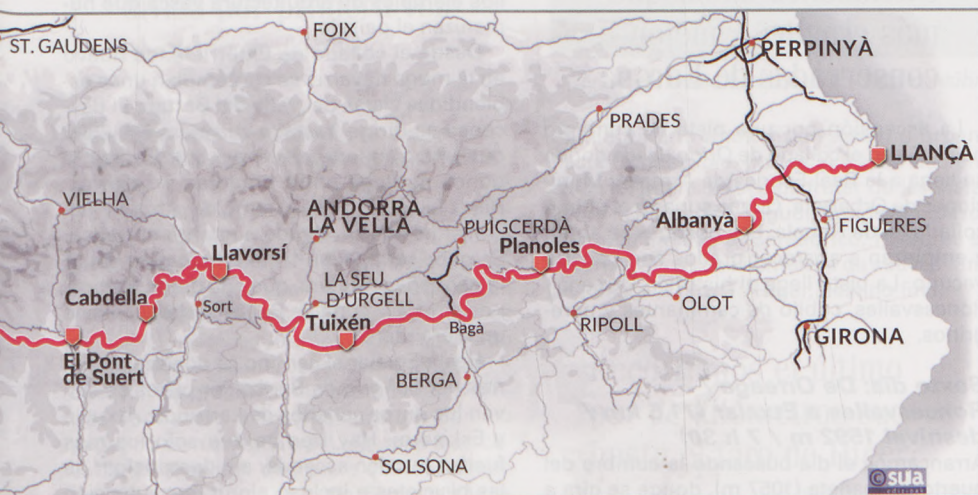 FOIX
ST. GAUDENS
PERPINYÀ
PRADES
LLANÇÀ
VIELHA
ANDORRA
LA VELLA
PUIGCERDÀ
Albanyà
FIGUERES
Planoles
Llavorsí
LA SEU
D'URGELL
Cabdella
Sort
OLOT
Tuixén
Bagà
RIPOLL
GIRONA
El Pont
de Suert
BERGA
SOLSONA
© sua